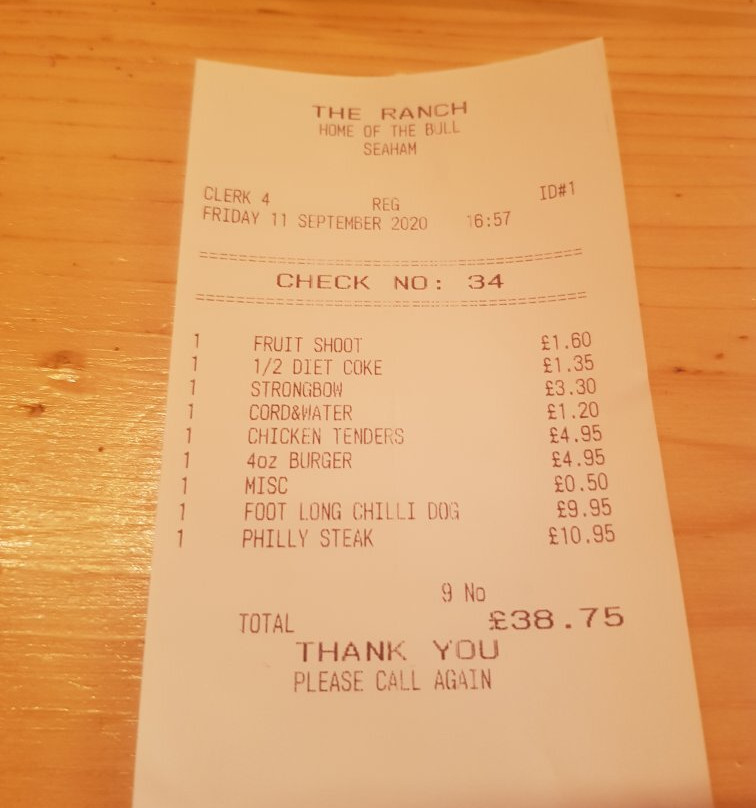 THE RANCH
HOME OF THE BULL
SEAHAM
CLERK 4 REG ID#1
FRIDAY 11 SEPTEMBER 2020 16:57
========================================
CHECK NO: 34
========================================
1 FRUIT SHOOT £1.60
1 1/2 DIET COKE £1.35
1 STRONGBOW £3.30
1 CORD&WATER £1.20
1 CHICKEN TENDERS £4.95
1 4oz BURGER £4.95
1 MISC £0.50
1 FOOT LONG CHILLI DOG £9.95
1 PHILLY STEAK £10.95
9 No
TOTAL £38.75
THANK YOU
PLEASE CALL AGAIN